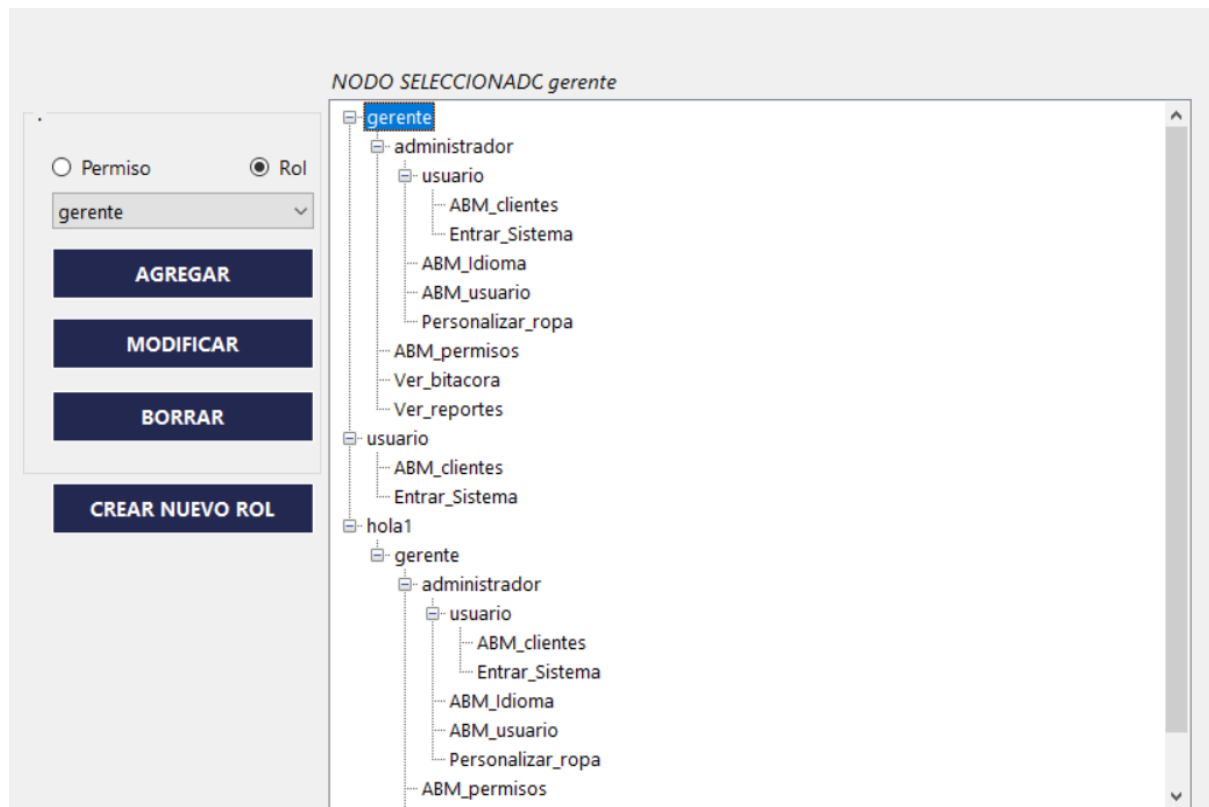 NODO SELECCIONADC gerente
.
Permiso Rol
gerente
AGREGAR
MODIFICAR
BORRAR
CREAR NUEVO ROL
gerente
administrador
usuario
ABM_clientes
Entrar_Sistema
ABM_Idioma
ABM_usuario
Personalizar_ropa
ABM_permisos
Ver_bitacora
Ver_reportes
usuario
ABM_clientes
Entrar_Sistema
hola1
gerente
administrador
usuario
ABM_clientes
Entrar_Sistema
ABM_Idioma
ABM_usuario
Personalizar_ropa
ABM_permisos